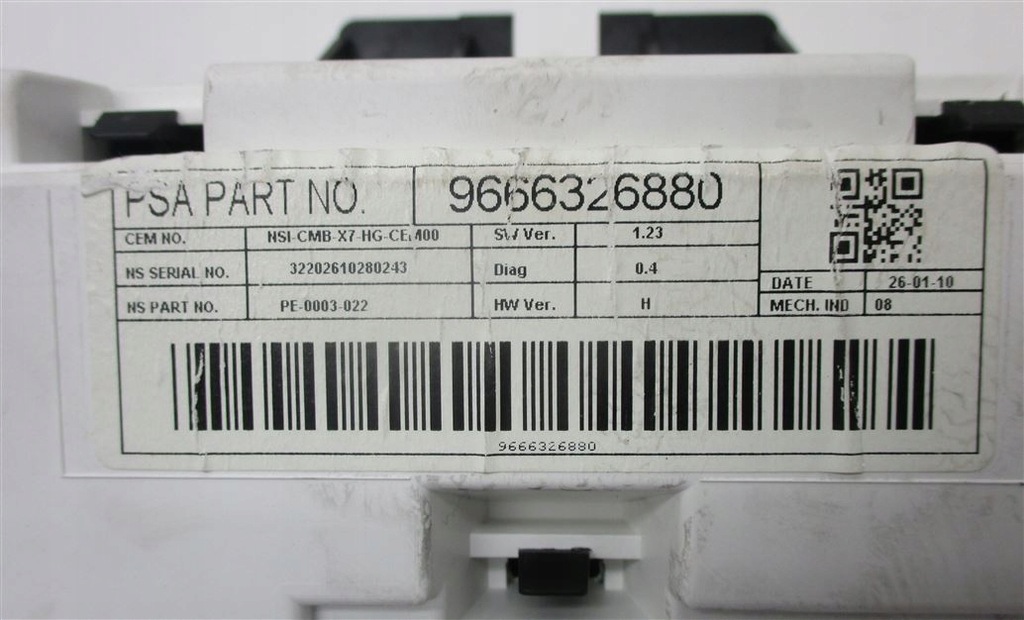 PSA PART NO. 9666326880
CEM NO. NSI-CMB-X7-HG-CEM00 SW Ver. 1.23
NS SERIAL NO. 32202610280243 Diag 0.4
DATE 26-01-10
NS PART NO. PE-0003-022 HW Ver. H MECH. IND 08
9666326880